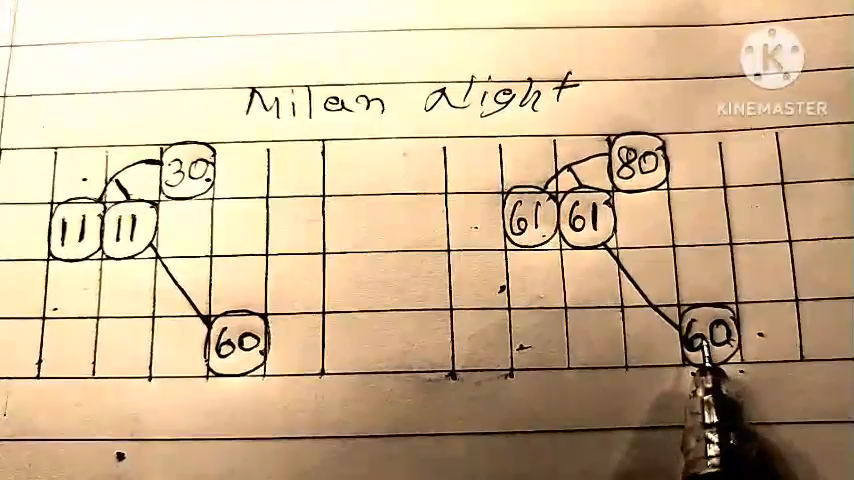 K
KINEMASTER
Milan Night
30 80
11 11 61 61
60 60